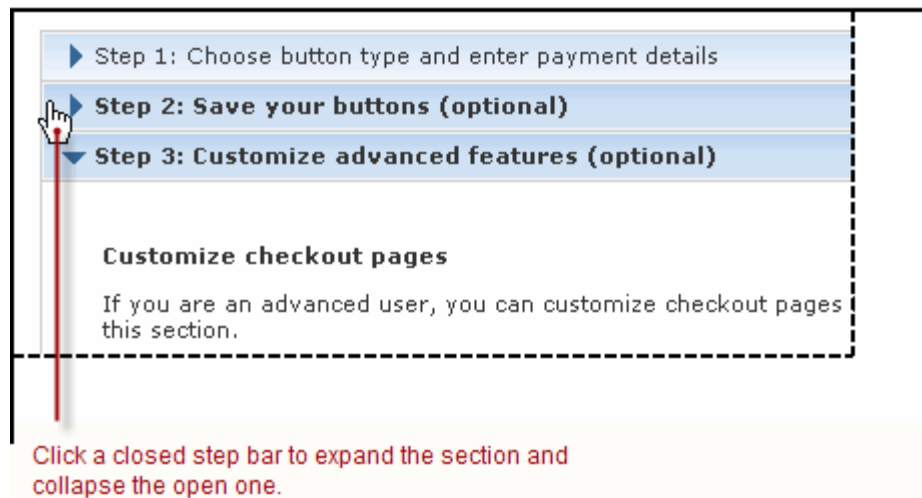 Step 1: Choose button type and enter payment details
Step 2: Save your buttons (optional)
Step 3: Customize advanced features (optional)
Customize checkout pages
If you are an advanced user, you can customize checkout pages
this section.
Click a closed step bar to expand the section and
collapse the open one.